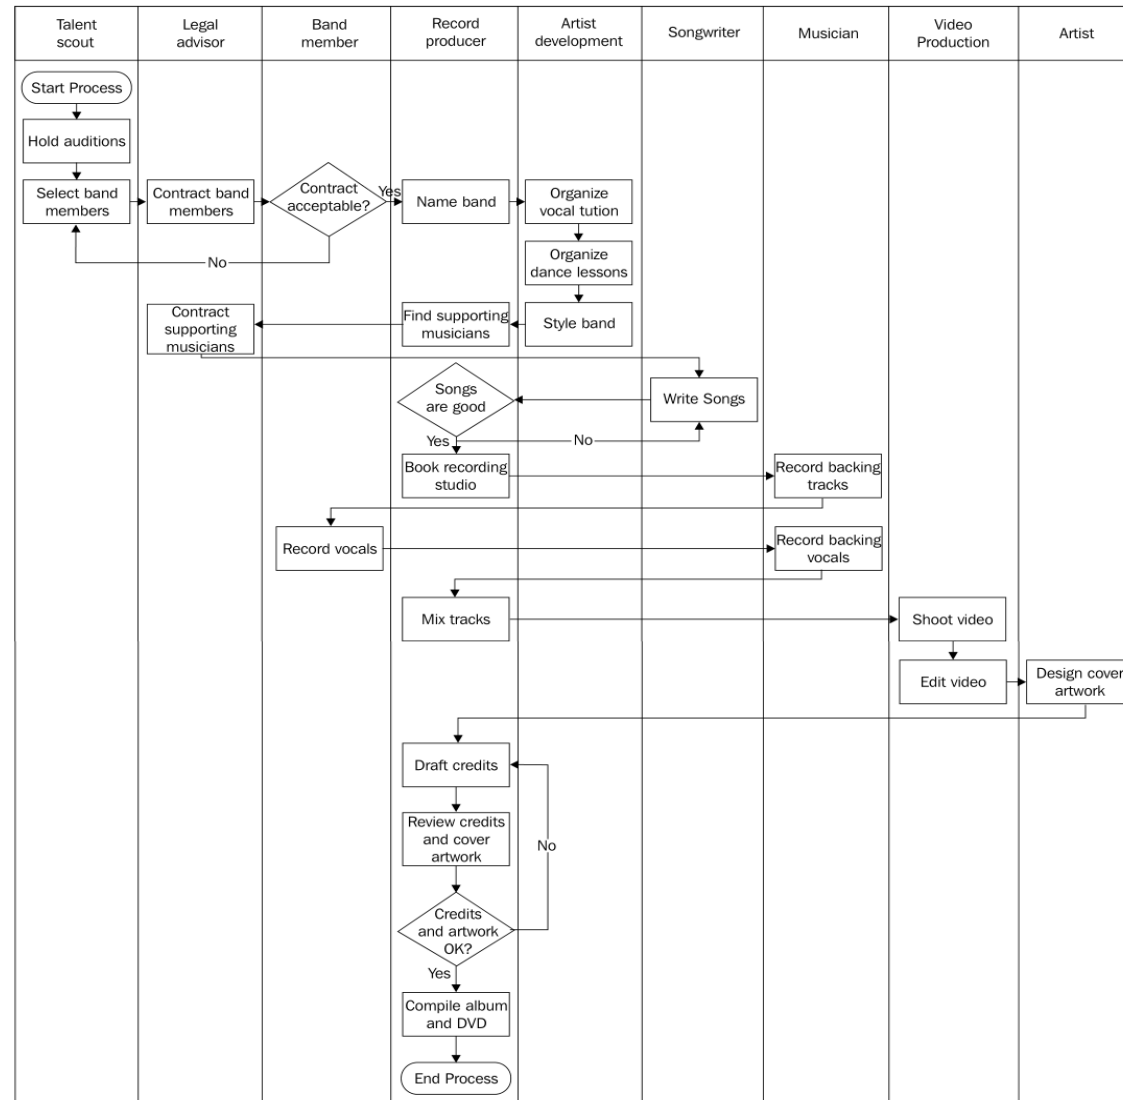 Talent
scout
Legal
advisor
Band
member
Record
producer
Artist
development
Songwriter
Musician
Video
Production
Artist
Start Process
Hold auditions
Select band
members
Contract band
members
Contract
acceptable?
Yes
Name band
Organize
vocal tution
No
Organize
dance lessons
Contract
supporting
musicians
Find supporting
musicians
Style band
Songs
are good
Write Songs
Yes
No
Book recording
studio
Record backing
tracks
Record vocals
Record backing
vocals
Mix tracks
Shoot video
Edit video
Design cover
artwork
Draft credits
Review credits
and cover
artwork
No
Credits
and artwork
OK?
Yes
Compile album
and DVD
End Process